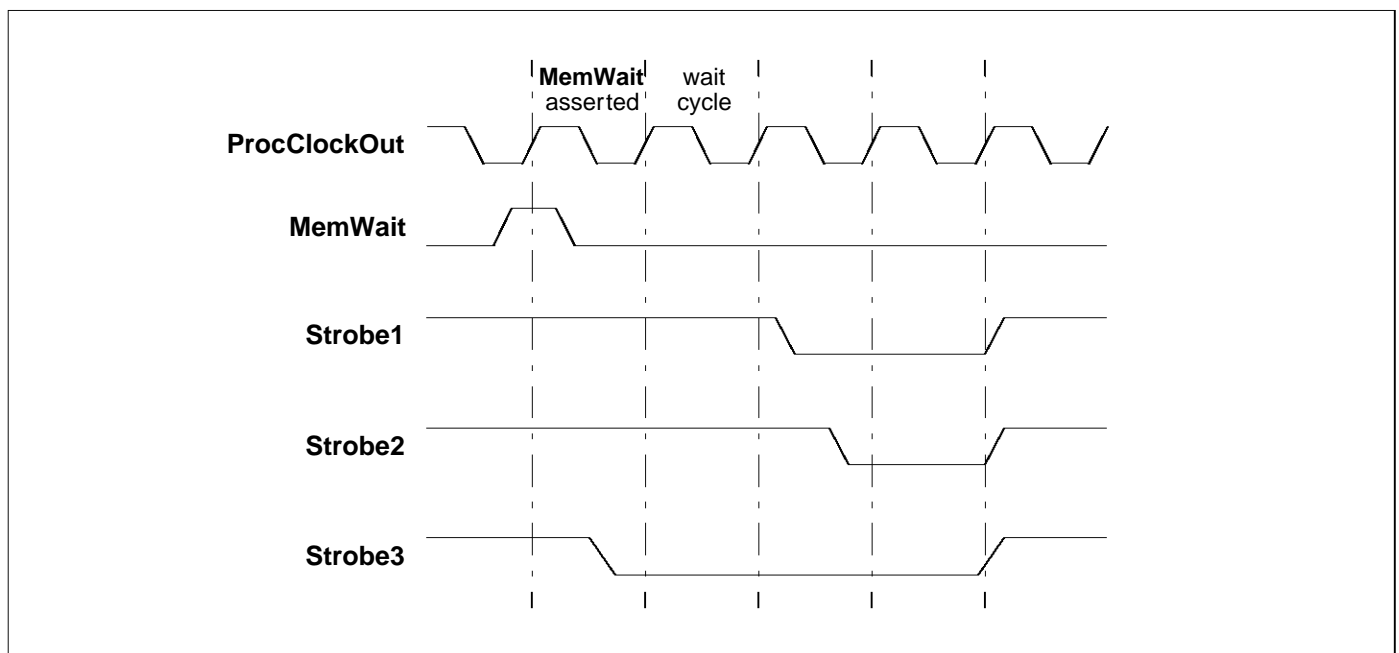 MemWait
asserted
wait
cycle
ProcClockOut
MemWait
Strobe1
Strobe2
Strobe3